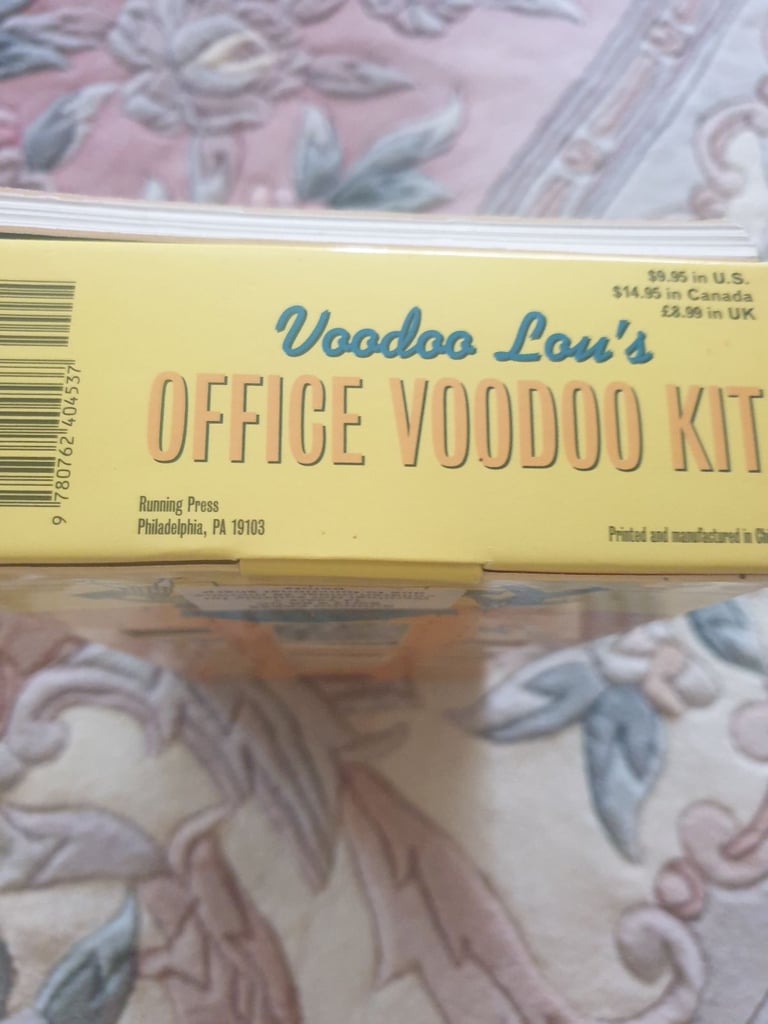 $9.95 in U.S.
$14.95 in Canada
£8.99 in UK
Voodoo Lou's
OFFICE VOODOO KIT
9 780762 404537
Running Press
Philadelphia, PA 19103
Printed and manufactured in Chi